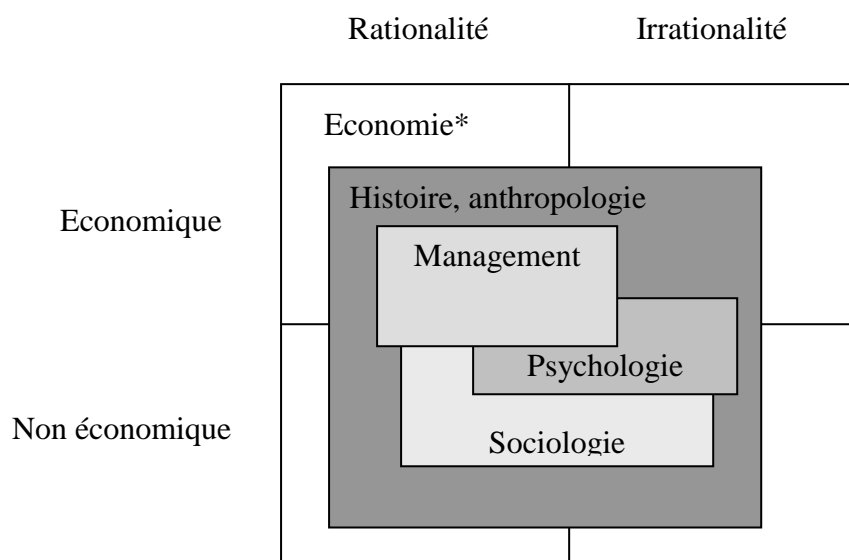 Rationalité
Irrationalité
Economie*
Histoire, anthropologie
Economique
Management
Psychologie
Non économique
Sociologie